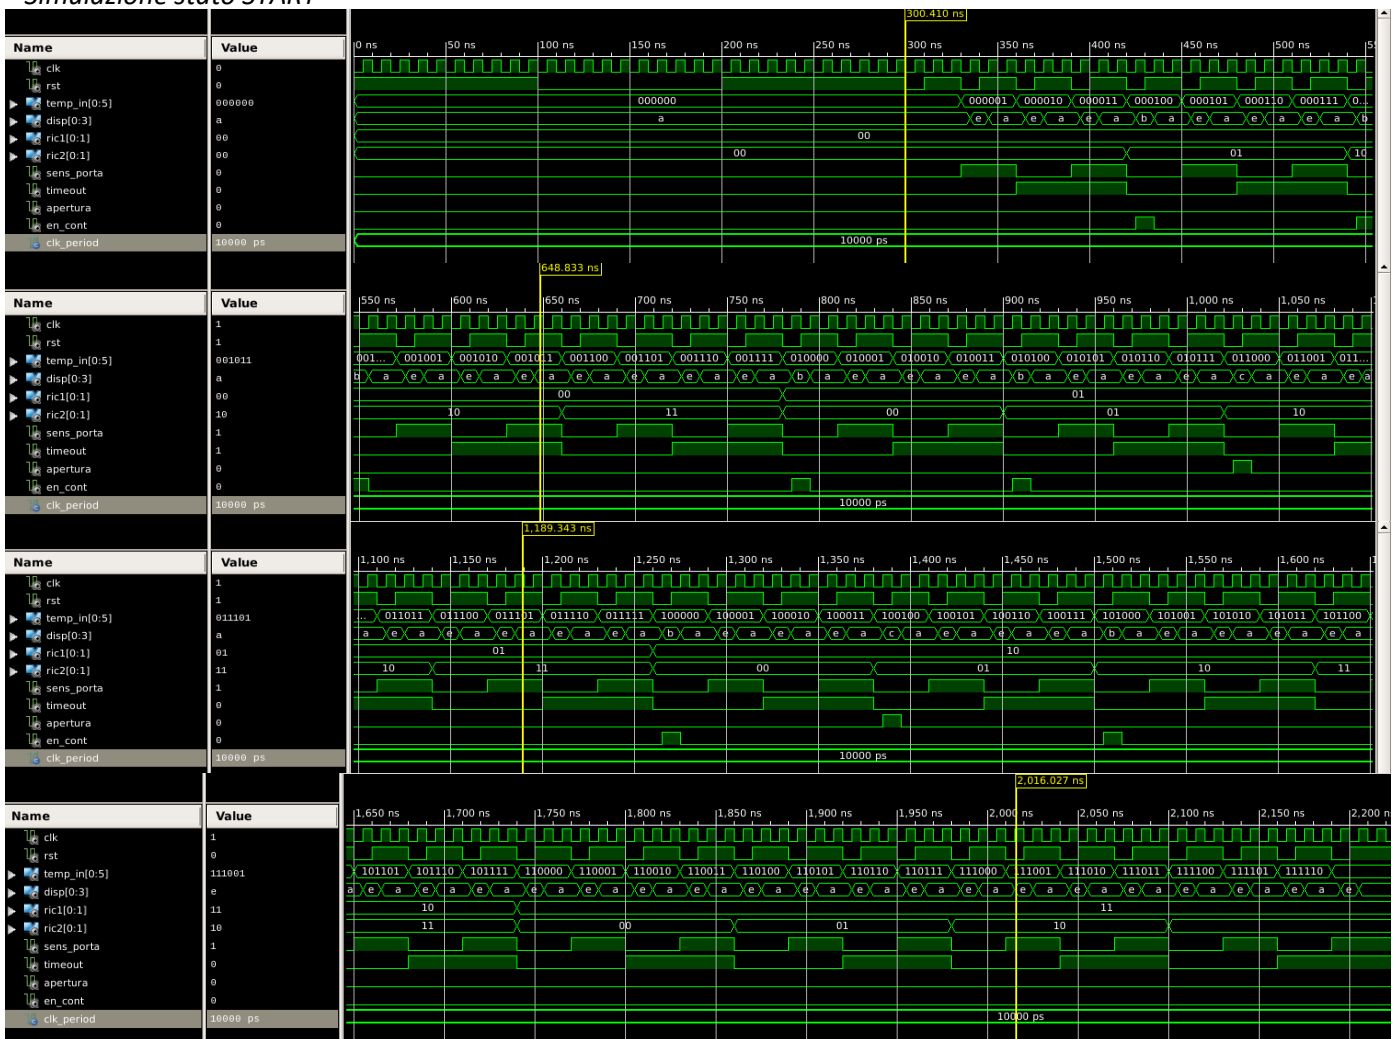 Simulazione stato START
300.410 ns
Name Value
0 ns 50 ns 100 ns 150 ns 200 ns 250 ns 300 ns 350 ns 400 ns 450 ns 500 ns
clk 0
rst 0
temp_in[0:5] 000000 000000 000001 000010 000011 000100 000101 000110 000111 0...
disp[0:3] a a e a e a e a b a e a e a e a b
ric1[0:1] 00 00
ric2[0:1] 00 00 01 10
sens_porta 0
timeout 0
apertura 0
en_cont 0
clk_period 10000 ps 10000 ps
648.833 ns
Name Value
550 ns 600 ns 650 ns 700 ns 750 ns 800 ns 850 ns 900 ns 950 ns 1,000 ns 1,050 ns
clk 1
rst 1
temp_in[0:5] 001011 001... 001001 001010 001011 001100 001101 001110 001111 010000 010001 010010 010011 010100 010101 010110 010111 011000 011001 011...
disp[0:3] a b a e a e a e a e a e a e a e a b a e a e a e a b a e a e a e a c a e a e a
ric1[0:1] 00 00 01
ric2[0:1] 10 10 11 00 01 10
sens_porta 1
timeout 1
apertura 0
en_cont 0
clk_period 10000 ps 10000 ps
1,189.343 ns
Name Value
1,100 ns 1,150 ns 1,200 ns 1,250 ns 1,300 ns 1,350 ns 1,400 ns 1,450 ns 1,500 ns 1,550 ns 1,600 ns
clk 1
rst 1
temp_in[0:5] 011101 ... 011011 011100 011101 011110 011111 100000 100001 100010 100011 100100 100101 100110 100111 101000 101001 101010 101011 101100
disp[0:3] a a e a e a e a e a e a b a e a e a e a c a e a e a e a b a e a e a e a e a
ric1[0:1] 01 01 10
ric2[0:1] 11 10 11 00 01 10 11
sens_porta 1
timeout 0
apertura 0
en_cont 0
clk_period 10000 ps 10000 ps
2,016.027 ns
Name Value
1,650 ns 1,700 ns 1,750 ns 1,800 ns 1,850 ns 1,900 ns 1,950 ns 2,000 ns 2,050 ns 2,100 ns 2,150 ns 2,200 n
clk 1
rst 0
temp_in[0:5] 111001 101101 101110 101111 110000 110001 110010 110011 110100 110101 110110 110111 111000 111001 111010 111011 111100 111101 111110
disp[0:3] e a e a e a e a e a e a e a e a e a e a e a e a e a e a e a e a e a e a e
ric1[0:1] 11 10 11
ric2[0:1] 10 11 00 01 10
sens_porta 1
timeout 0
apertura 0
en_cont 0
clk_period 10000 ps 10000 ps